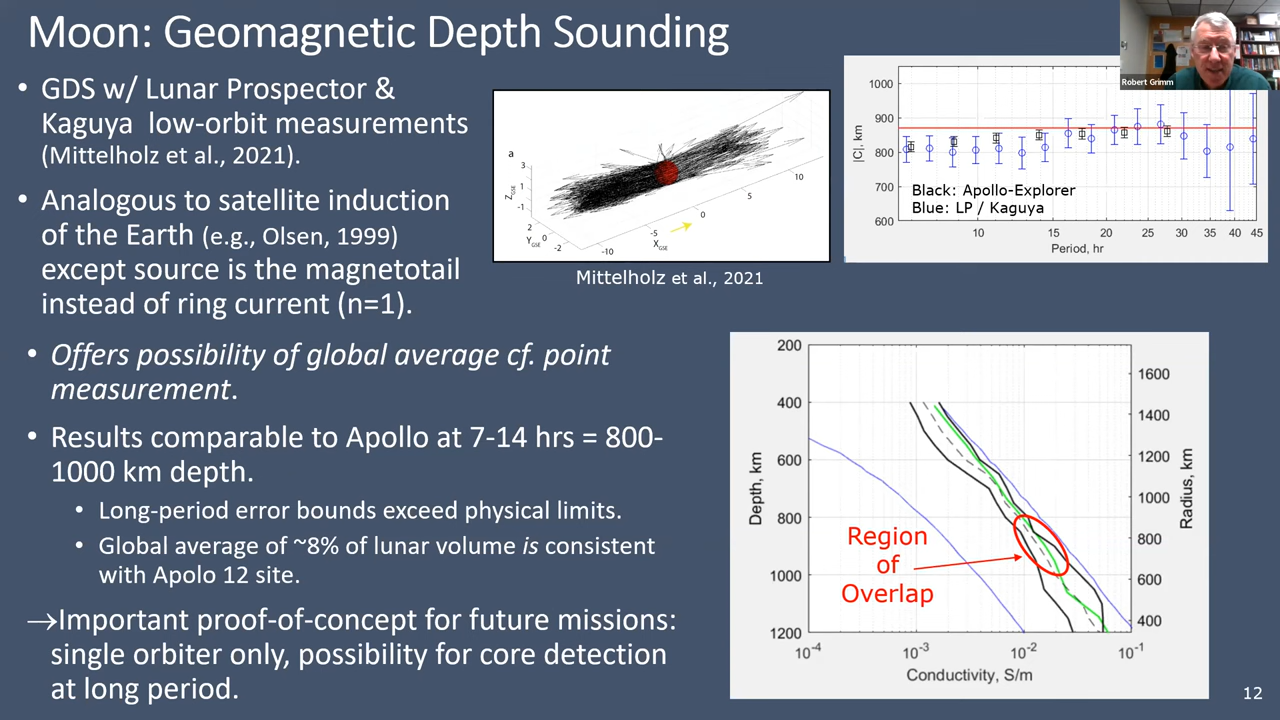 Moon: Geomagnetic Depth Sounding
• GDS w/ Lunar Prospector &
Kaguya low-orbit measurements
(Mittelholz et al., 2021).
• Analogous to satellite induction
of the Earth (e.g., Olsen, 1999)
except source is the magnetotail
instead of ring current (n=1).
• Offers possibility of global average cf. point
measurement.
• Results comparable to Apollo at 7-14 hrs = 800-
1000 km depth.
• Long-period error bounds exceed physical limits.
• Global average of ~8% of lunar volume is consistent
with Apolo 12 site.
→Important proof-of-concept for future missions:
single orbiter only, possibility for core detection
at long period.
a
3
1
-1
Z GSE
2
0
-2
Y GSE
-10
-5
0
5
10
X GSE
Mittelholz et al., 2021
Robert Grimm
1000
900
800
700
600
|C|, km
Black: Apollo-Explorer
Blue: LP / Kaguya
10 15 20 25 30 35 40 45
Period, hr
200
400
600
800
1000
1200
Depth, km
1600
1400
1200
1000
800
600
400
Radius, km
Region
of
Overlap
10^-4 10^-3 10^-2 10^-1
Conductivity, S/m
12